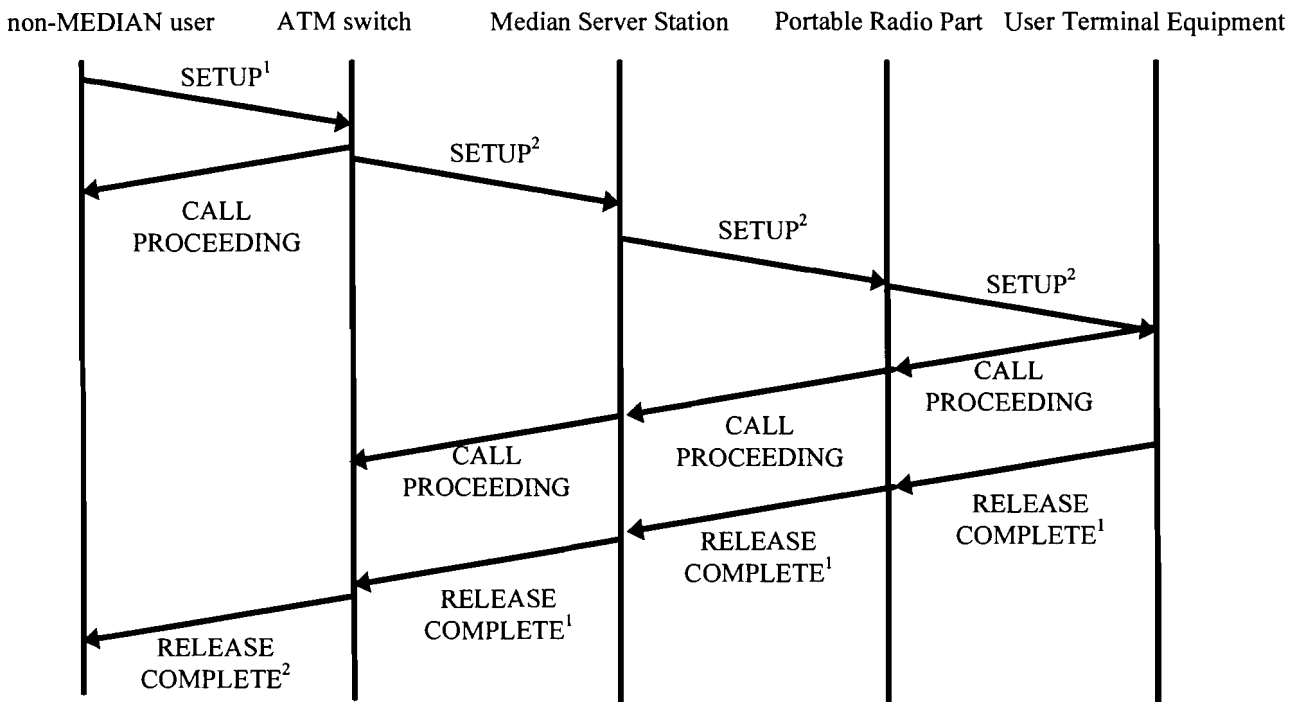 non-MEDIAN user
ATM switch
Median Server Station
Portable Radio Part
User Terminal Equipment
SETUP¹
SETUP²
CALL
PROCEEDING
SETUP²
SETUP²
CALL
PROCEEDING
CALL
PROCEEDING
CALL
PROCEEDING
RELEASE
COMPLETE¹
RELEASE
COMPLETE¹
RELEASE
COMPLETE¹
RELEASE
COMPLETE²